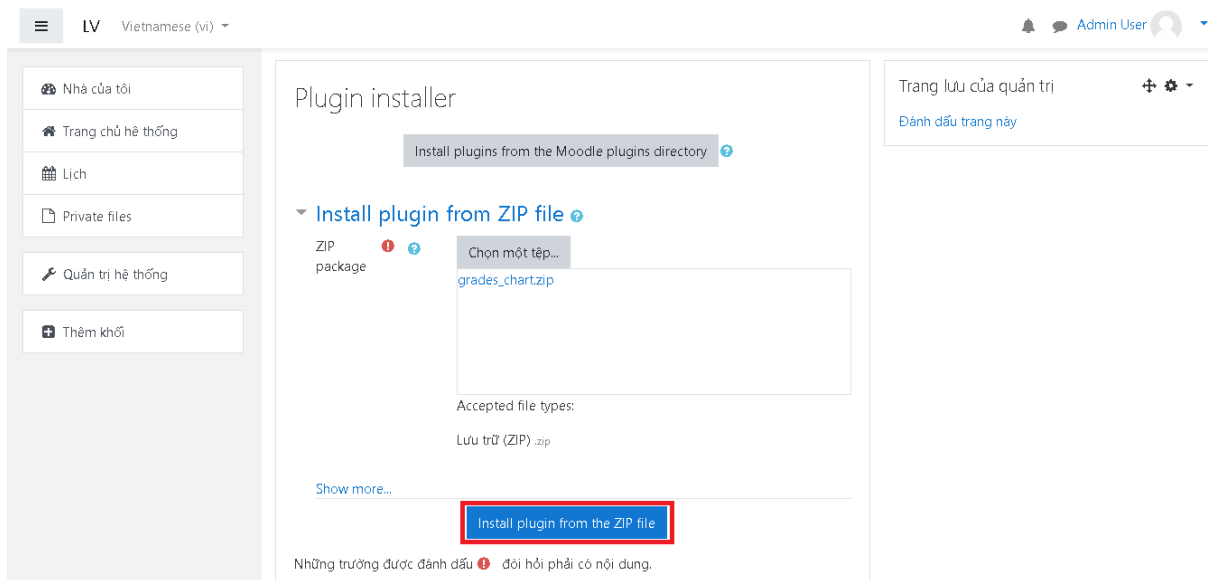 LV Vietnamese (vi)
Admin User
Nhà của tôi
Trang chủ hệ thống
Lịch
Private files
Quản trị hệ thống
Thêm khối
Plugin installer
Install plugins from the Moodle plugins directory
Install plugin from ZIP file
ZIP package
Chọn một tệp...
grades_chart.zip
Accepted file types:
Lưu trữ (ZIP) .zip
Show more...
Install plugin from the ZIP file
Những trường được đánh dấu đòi hỏi phải có nội dung.
Trang lưu của quản trị
Đánh dấu trang này